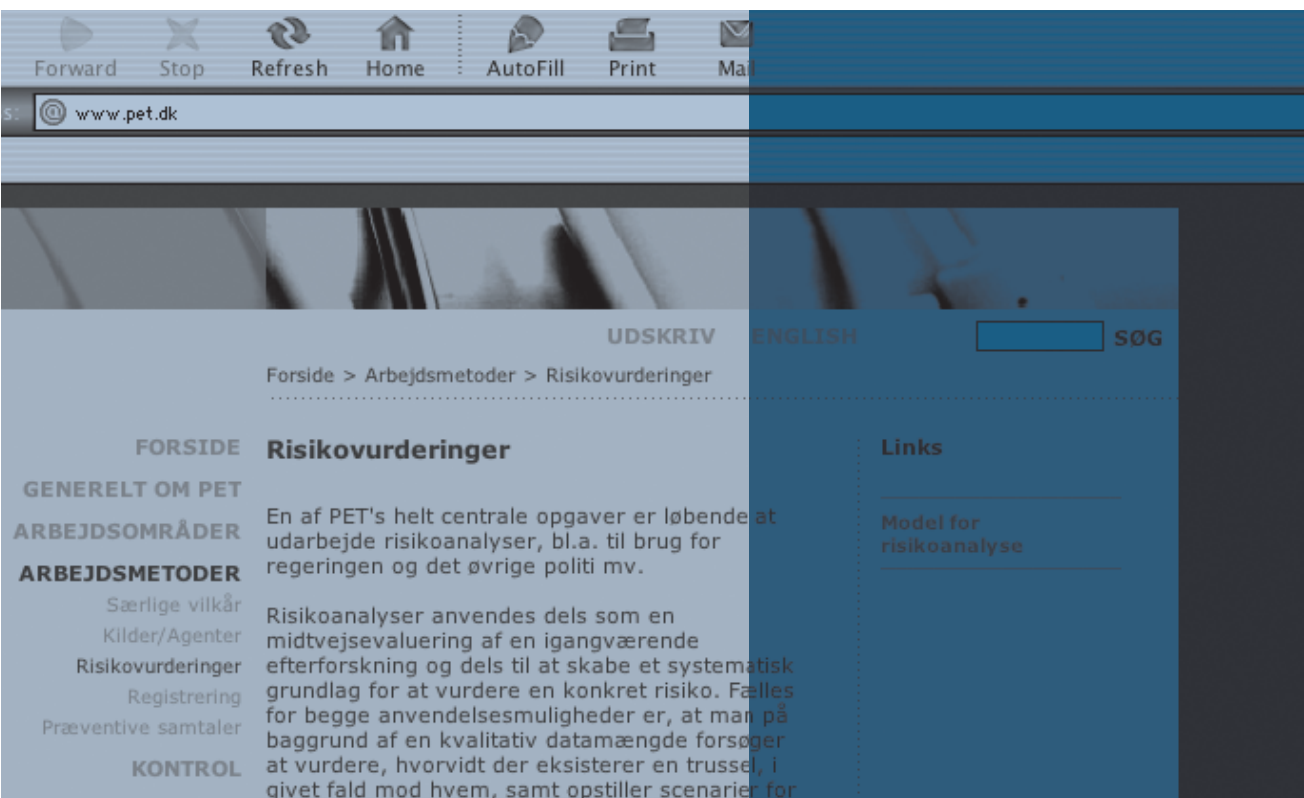 Forward Stop Refresh Home AutoFill Print Mail
s: www.pet.dk
UDSKRIV ENGLISH SØG
Forside > Arbejdsmetoder > Risikovurderinger
FORSIDE
GENERELT OM PET
ARBEJDSOMRÅDER
ARBEJDSMETODER
Særlige vilkår
Kilder/Agenter
Risikovurderinger
Registrering
Præventive samtaler
KONTROL
Risikovurderinger
En af PET's helt centrale opgaver er løbende at
udarbejde risikoanalyser, bl.a. til brug for
regeringen og det øvrige politi mv.
Risikoanalyser anvendes dels som en
midtvejsevaluering af en igangværende
efterforskning og dels til at skabe et systematisk
grundlag for at vurdere en konkret risiko. Fælles
for begge anvendelsesmuligheder er, at man på
baggrund af en kvalitativ datamængde forsøger
at vurdere, hvorvidt der eksisterer en trussel, i
givet fald mod hvem, samt opstiller scenarier for
Links
Model for
risikoanalyse